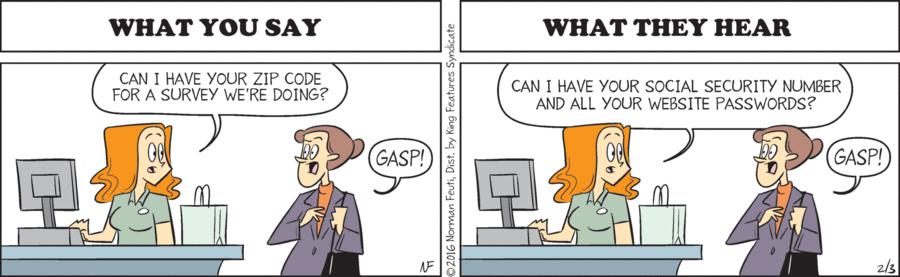 WHAT YOU SAY
CAN I HAVE YOUR ZIP CODE
FOR A SURVEY WE'RE DOING?
GASP!
NF
©2016 Norman Feuti, Dist. by King Features Syndicate
WHAT THEY HEAR
CAN I HAVE YOUR SOCIAL SECURITY NUMBER
AND ALL YOUR WEBSITE PASSWORDS?
GASP!
2/3